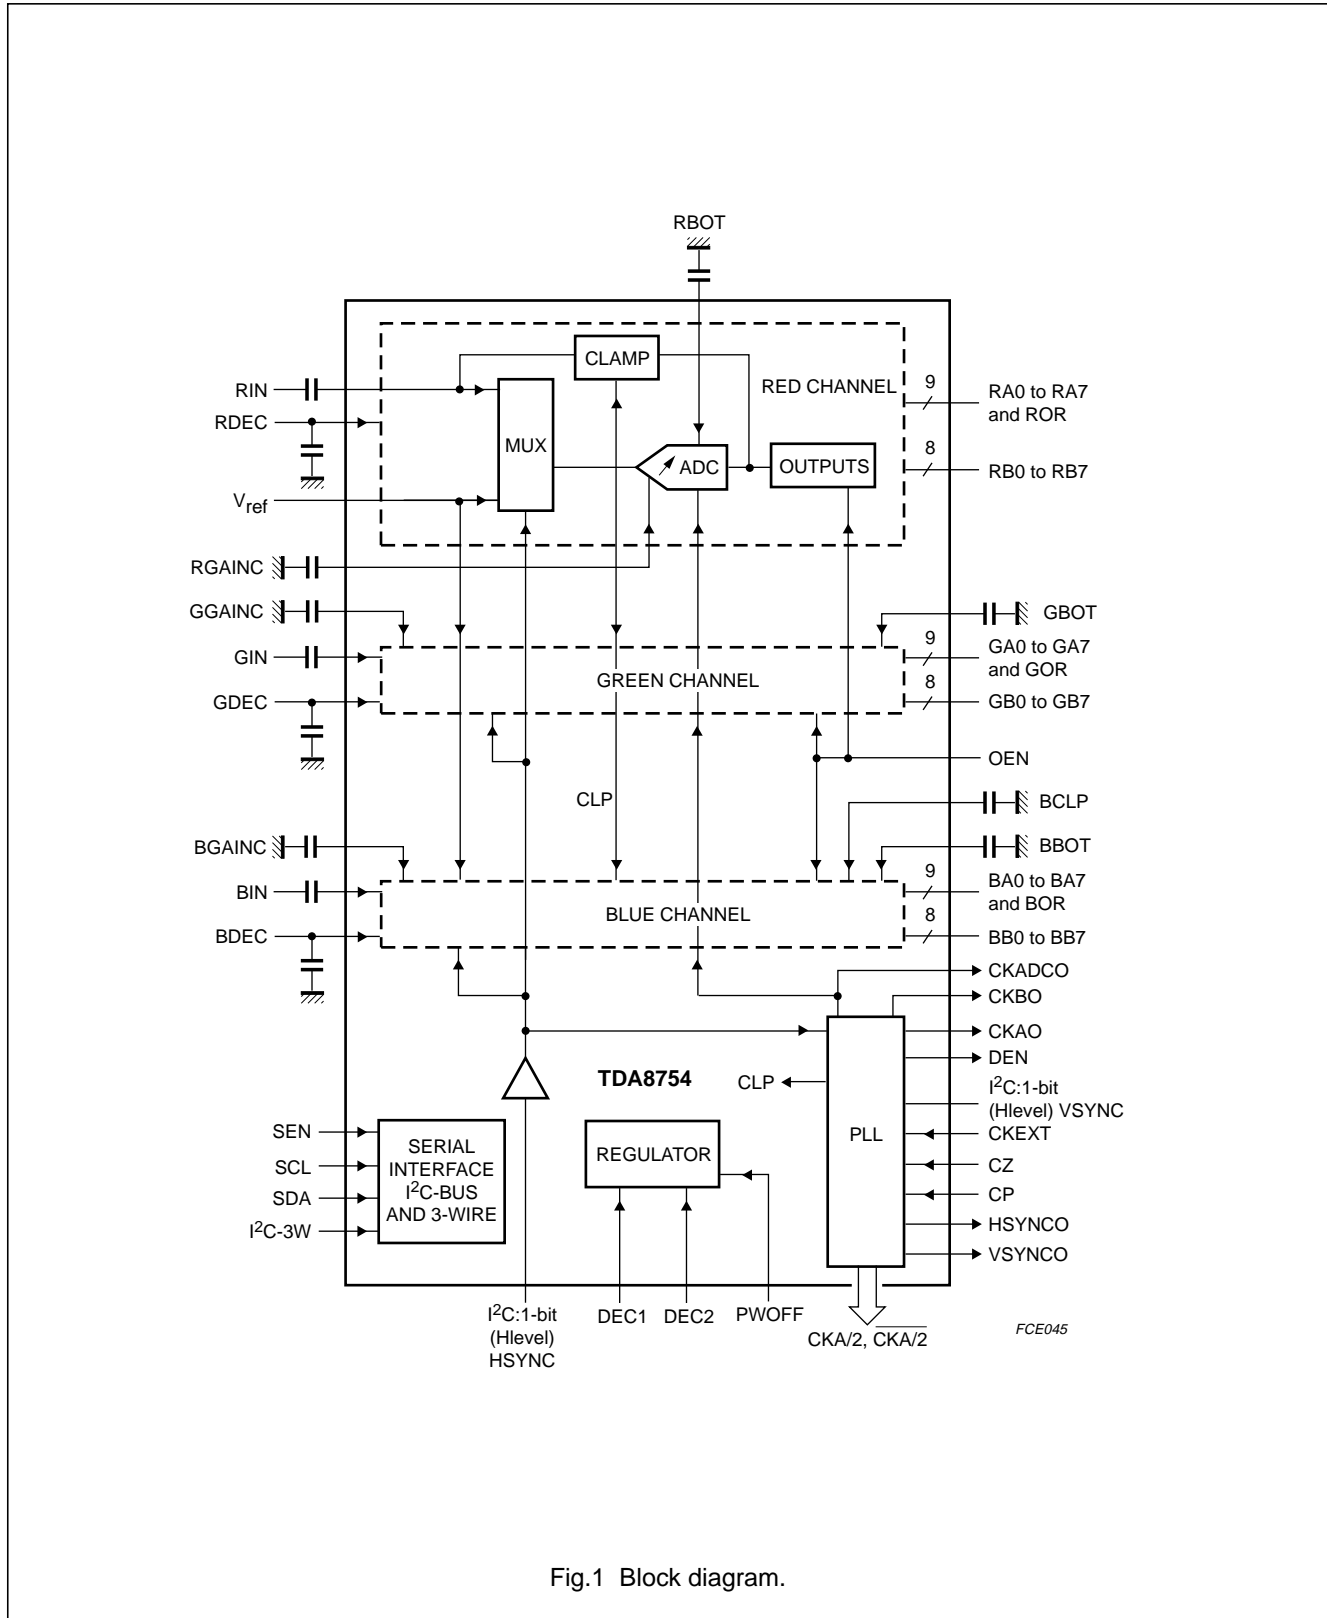 RBOT
CLAMP
RED CHANNEL
RIN
RDEC
MUX
ADC
OUTPUTS
9
RA0 to RA7
and ROR
8
RB0 to RB7
Vref
RGAINC
GGAINC
GBOT
GIN
GREEN CHANNEL
9
GA0 to GA7
and GOR
GDEC
8
GB0 to GB7
OEN
CLP
BCLP
BGAINC
BBOT
BIN
BLUE CHANNEL
9
BA0 to BA7
and BOR
BDEC
8
BB0 to BB7
CKADCO
CKBO
CKAO
DEN
TDA8754
CLP
I2C:1-bit
(Hlevel) VSYNC
PLL
CKEXT
CZ
CP
HSYNCO
VSYNCO
SEN
SCL
SDA
I2C-3W
SERIAL
INTERFACE
I2C-BUS
AND 3-WIRE
REGULATOR
I2C:1-bit
(Hlevel)
HSYNC
DEC1
DEC2
PWOFF
CKA/2, CKA/2
FCE045
Fig.1 Block diagram.